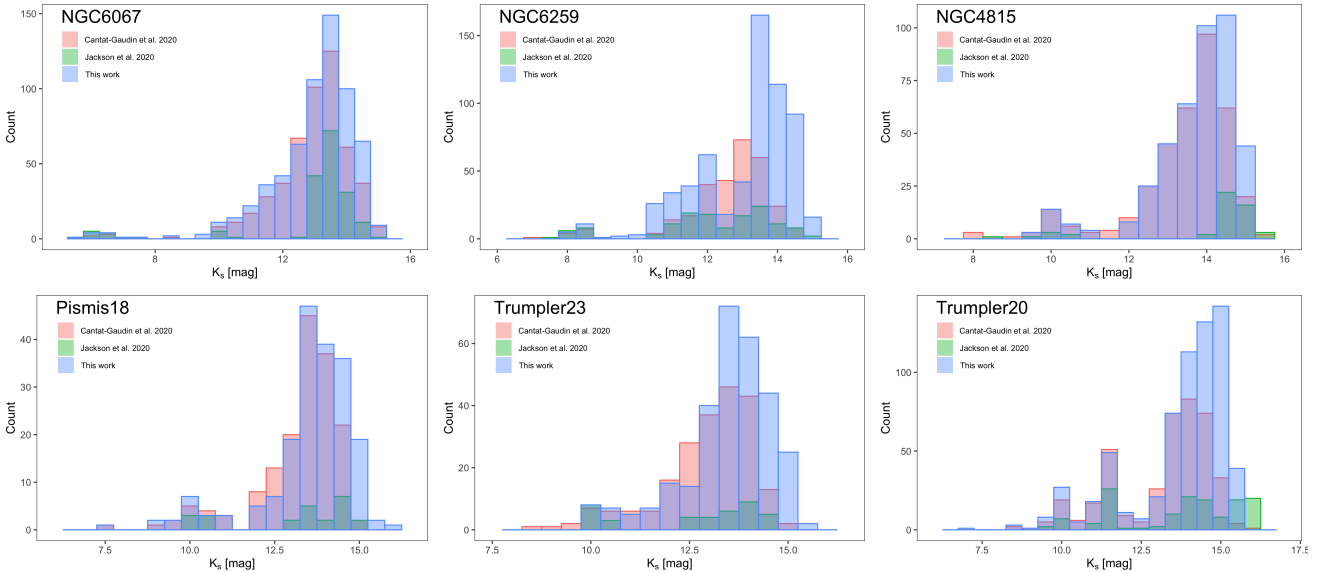 NGC6067
Cantat-Gaudin et al. 2020
Jackson et al. 2020
This work
150
100
50
0
8
12
16
Count
Ks [mag]
NGC6259
Cantat-Gaudin et al. 2020
Jackson et al. 2020
This work
150
100
50
0
6
8
10
12
14
16
Count
Ks [mag]
NGC4815
Cantat-Gaudin et al. 2020
Jackson et al. 2020
This work
100
75
50
25
0
8
10
12
14
16
Count
Ks [mag]
Pismis18
Cantat-Gaudin et al. 2020
Jackson et al. 2020
This work
40
30
20
10
0
7.5
10.0
12.5
15.0
Count
Ks [mag]
Trumpler23
Cantat-Gaudin et al. 2020
Jackson et al. 2020
This work
60
40
20
0
7.5
10.0
12.5
15.0
Count
Ks [mag]
Trumpler20
Cantat-Gaudin et al. 2020
Jackson et al. 2020
This work
100
50
0
7.5
10.0
12.5
15.0
17.5
Count
Ks [mag]